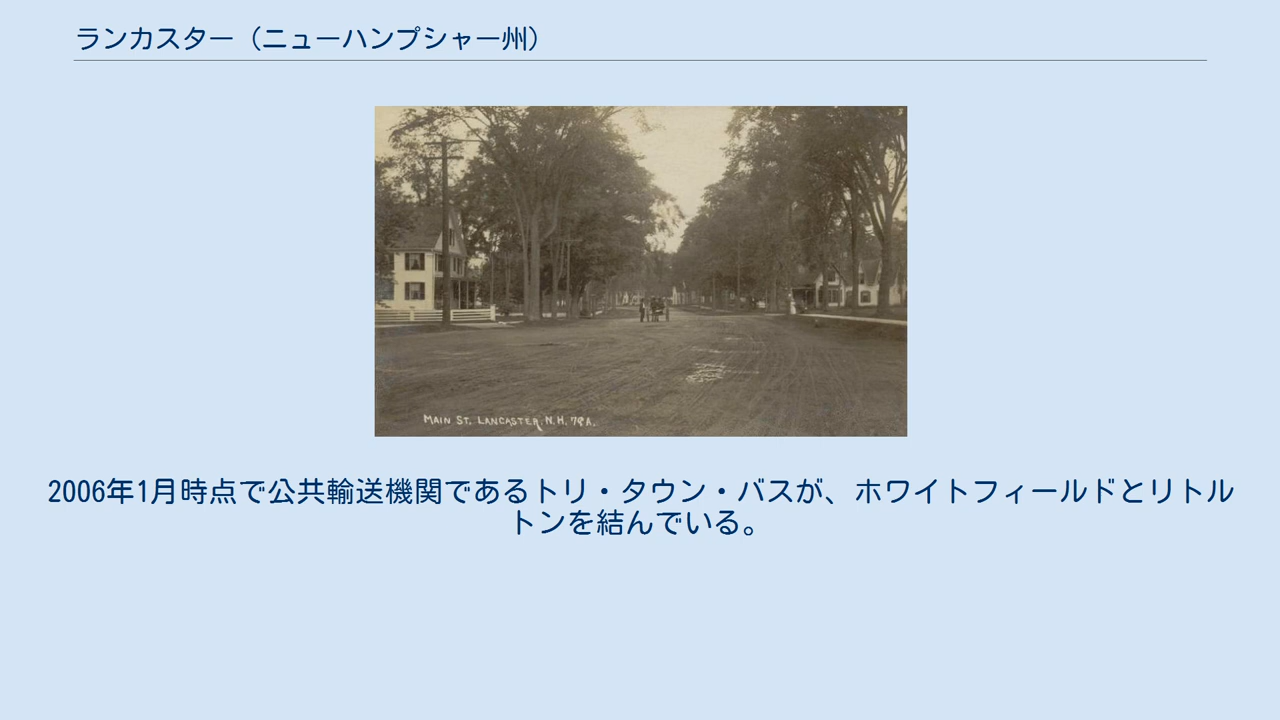 ランカスター（ニューハンプシャー州）
MAIN ST. LANCASTER, N.H.
2006年1月時点で公共輸送機関であるトリ・タウン・バスが、ホワイトフィールドとリトル
トンを結んでいる。